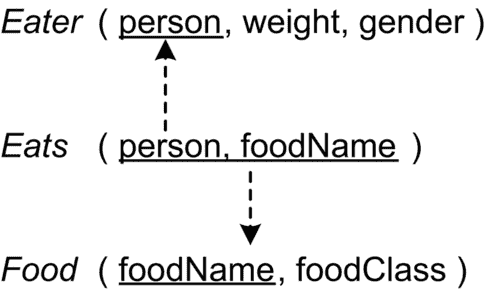 Eater ( person, weight, gender )
Eats ( person, foodName )
Food ( foodName, foodClass )